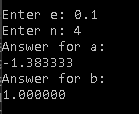 Enter e: 0.1
Enter n: 4
Answer for a:
-1.383333
Answer for b:
1.000000